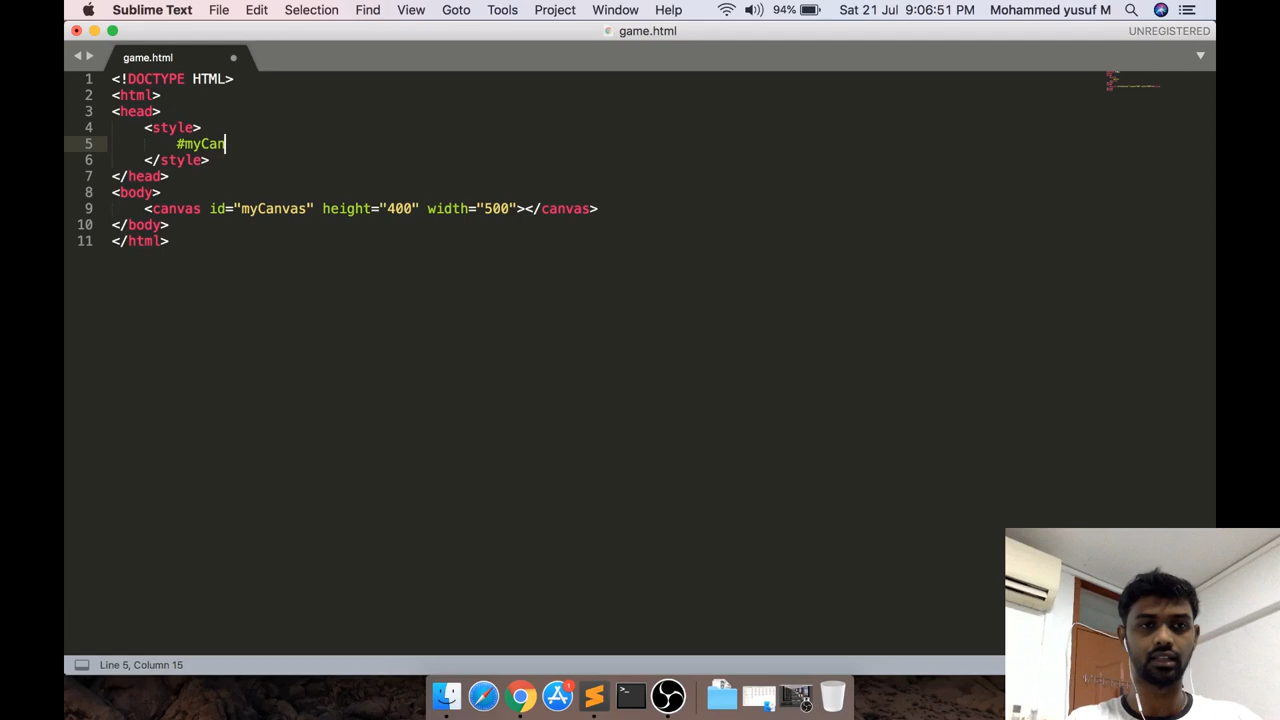 Sublime Text File Edit Selection Find View Goto Tools Project Window Help 94% Sat 21 Jul 9:06:51 PM Mohammed yusuf M
game.html UNREGISTERED
game.html
1 <!DOCTYPE HTML>
2 <html>
3 <head>
4 <style>
5 #myCan
6 </style>
7 </head>
8 <body>
9 <canvas id="myCanvas" height="400" width="500"></canvas>
10 </body>
11 </html>
Line 5, Column 15
1